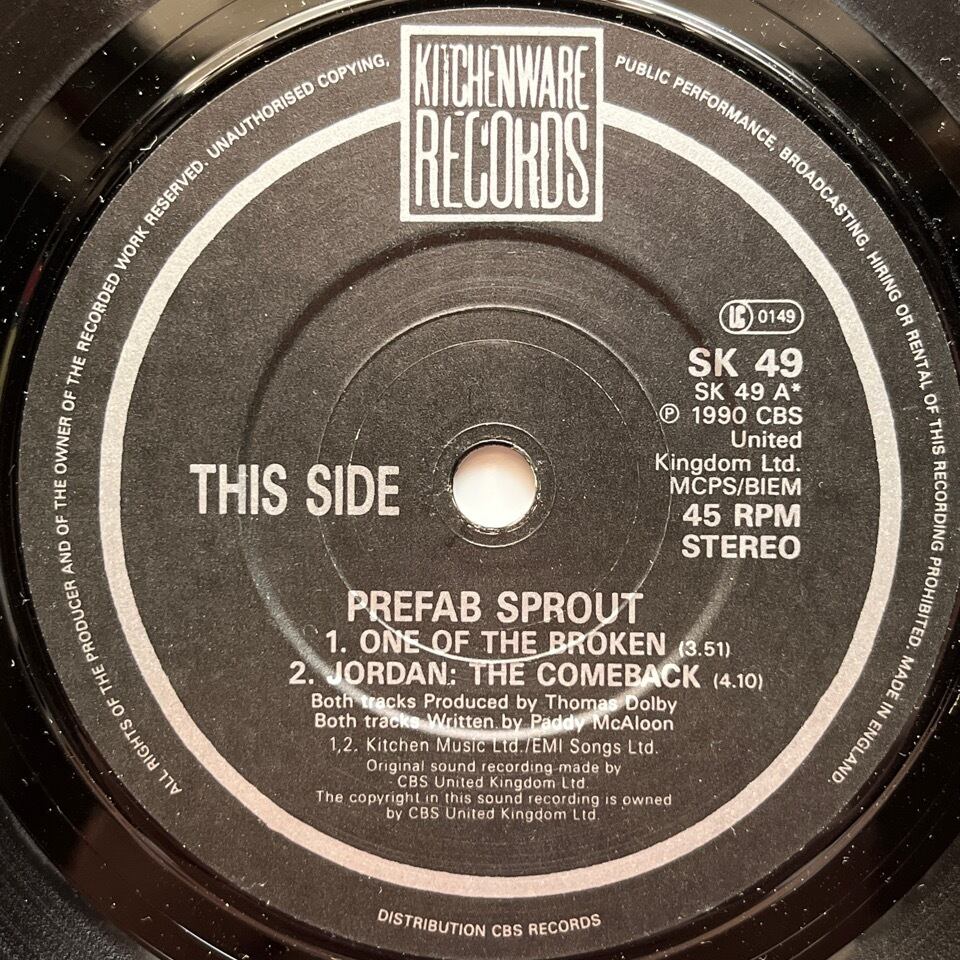 KITCHENWARE
RECORDS
ALL RIGHTS OF THE PRODUCER AND OF THE OWNER OF THE RECORDED WORK RESERVED. UNAUTHORISED COPYING,
PUBLIC PERFORMANCE, BROADCASTING, HIRING OR RENTAL OF THIS RECORDING PROHIBITED. MADE IN ENGLAND.
LC 0149
SK 49
SK 49 A*
℗ 1990 CBS
United
Kingdom Ltd.
MCPS/BIEM
45 RPM
STEREO
THIS SIDE
PREFAB SPROUT
1. ONE OF THE BROKEN (3.51)
2. JORDAN: THE COMEBACK (4.10)
Both tracks Produced by Thomas Dolby
Both tracks Written by Paddy McAloon
1,2. Kitchen Music Ltd./EMI Songs Ltd.
Original sound recording made by
CBS United Kingdom Ltd.
The copyright in this sound recording is owned
by CBS United Kingdom Ltd
DISTRIBUTION CBS RECORDS